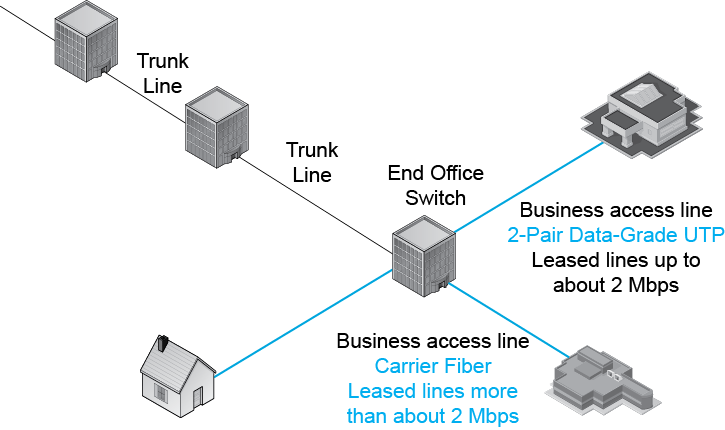 Trunk
Line
Trunk
Line
End Office
Switch
Business access line
2-Pair Data-Grade UTP
Leased lines up to
about 2 Mbps
Business access line
Carrier Fiber
Leased lines more
than about 2 Mbps